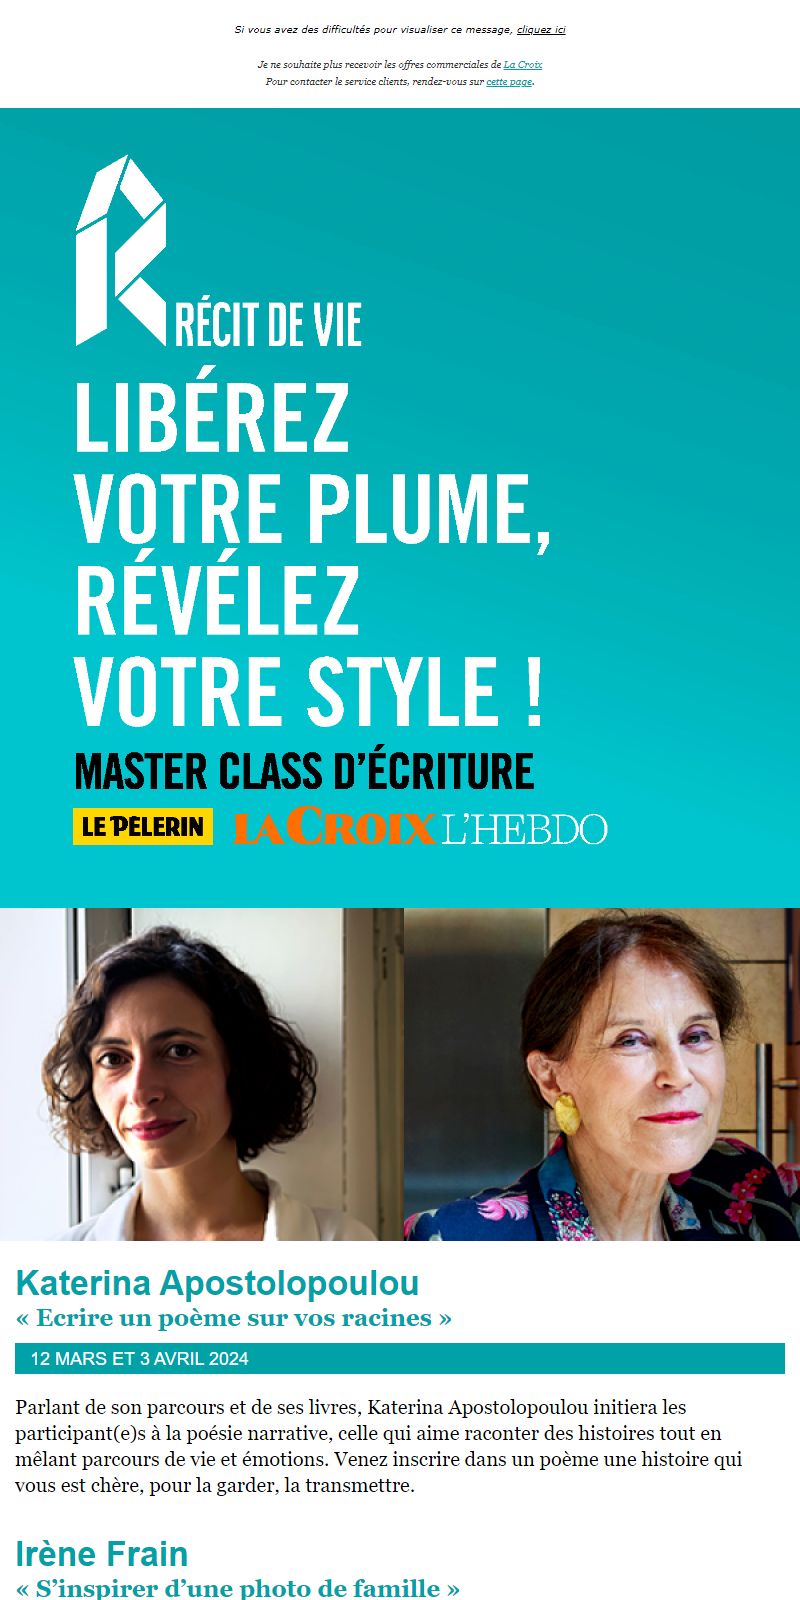 Si vous avez des difficultés pour visualiser ce message, cliquez ici
Je ne souhaite plus recevoir les offres commerciales de La Croix
Pour contacter le service clients, rendez-vous sur cette page.
RÉCIT DE VIE
LIBÉREZ
VOTRE PLUME,
RÉVÉLEZ
VOTRE STYLE !
MASTER CLASS D'ÉCRITURE
LE PÈLERIN LA CROIX L'HEBDO
Katerina Apostolopoulou
« Ecrire un poème sur vos racines »
12 MARS ET 3 AVRIL 2024
Parlant de son parcours et de ses livres, Katerina Apostolopoulou initiera les
participant(e)s à la poésie narrative, celle qui aime raconter des histoires tout en
mêlant parcours de vie et émotions. Venez inscrire dans un poème une histoire qui
vous est chère, pour la garder, la transmettre.
Irène Frain
« S'inspirer d'une photo de famille »